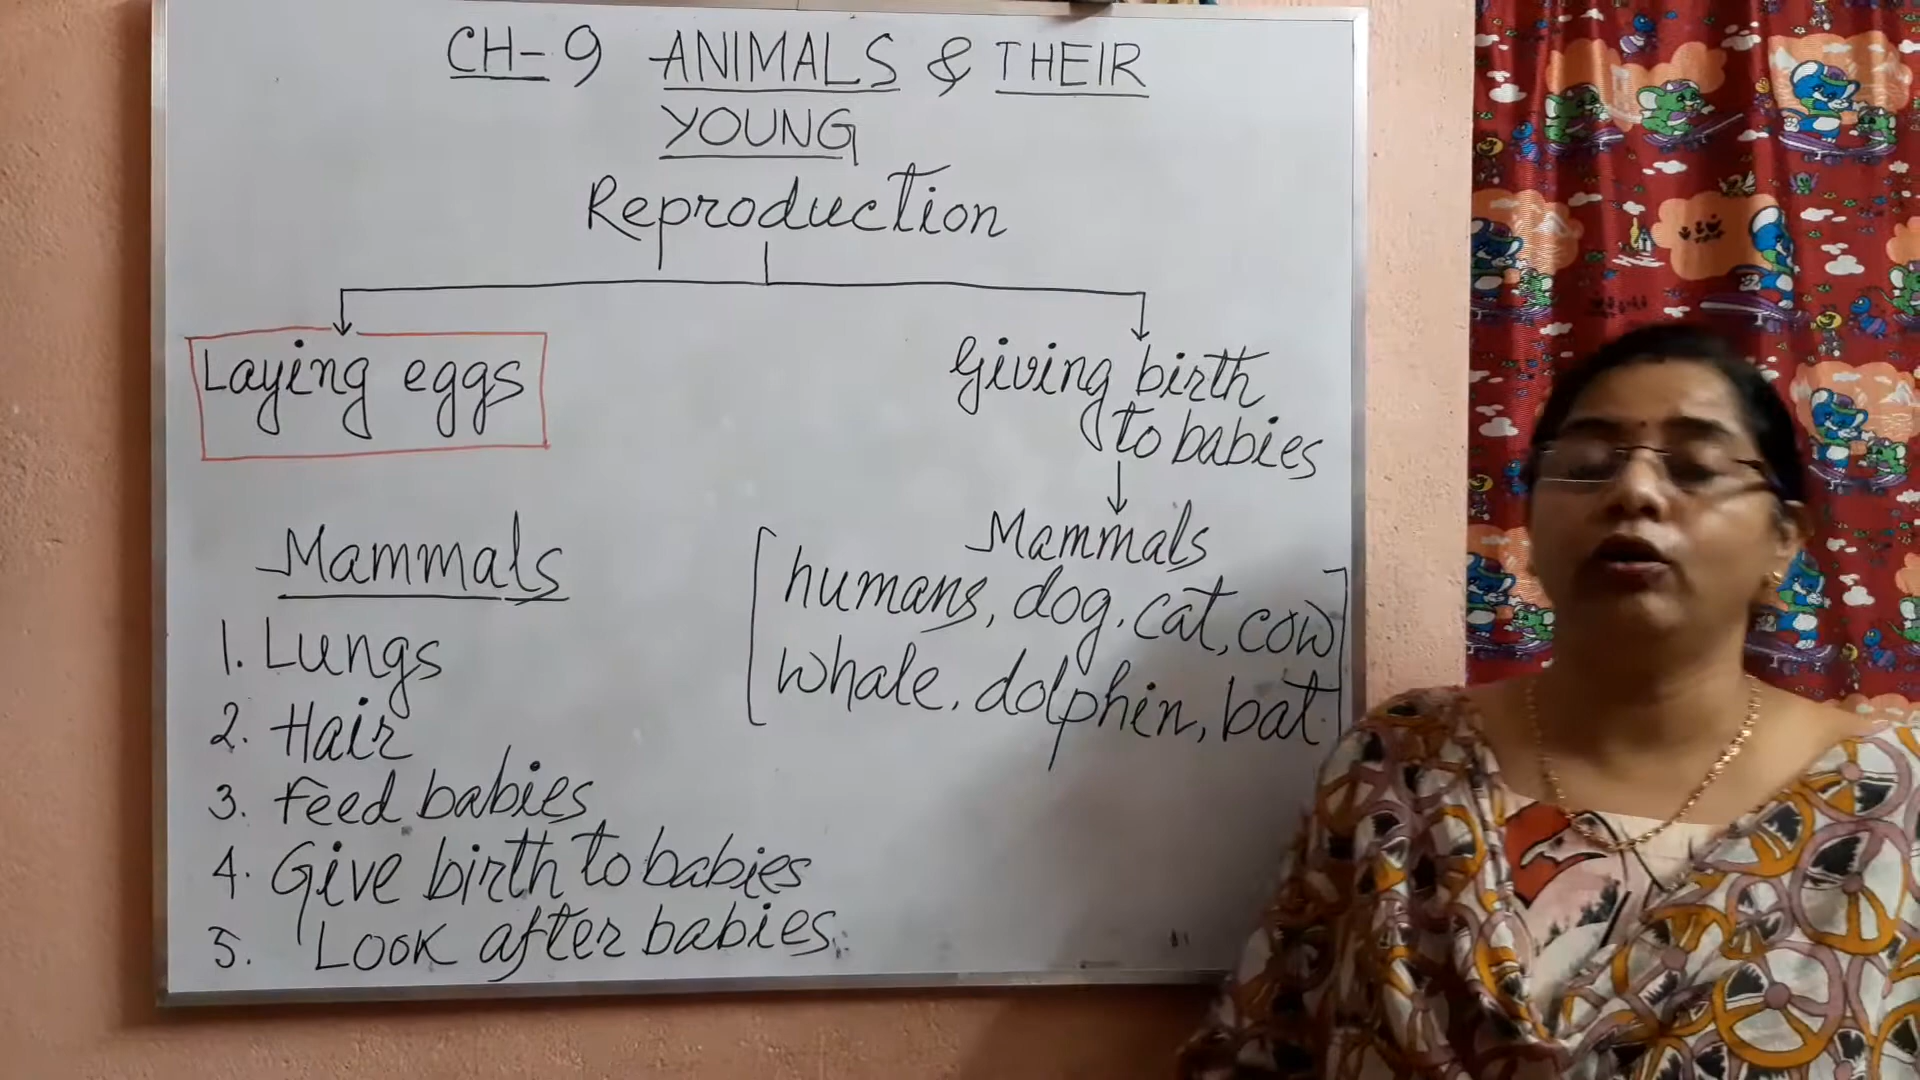 CH-9 ANIMALS & THEIR
YOUNG
Reproduction
Laying eggs
Giving birth
to babies
Mammals
humans, dog, cat, cow
whale, dolphin, bat
Mammals
1. Lungs
2. Hair
3. feed babies
4. Give birth to babies
5. Look after babies.